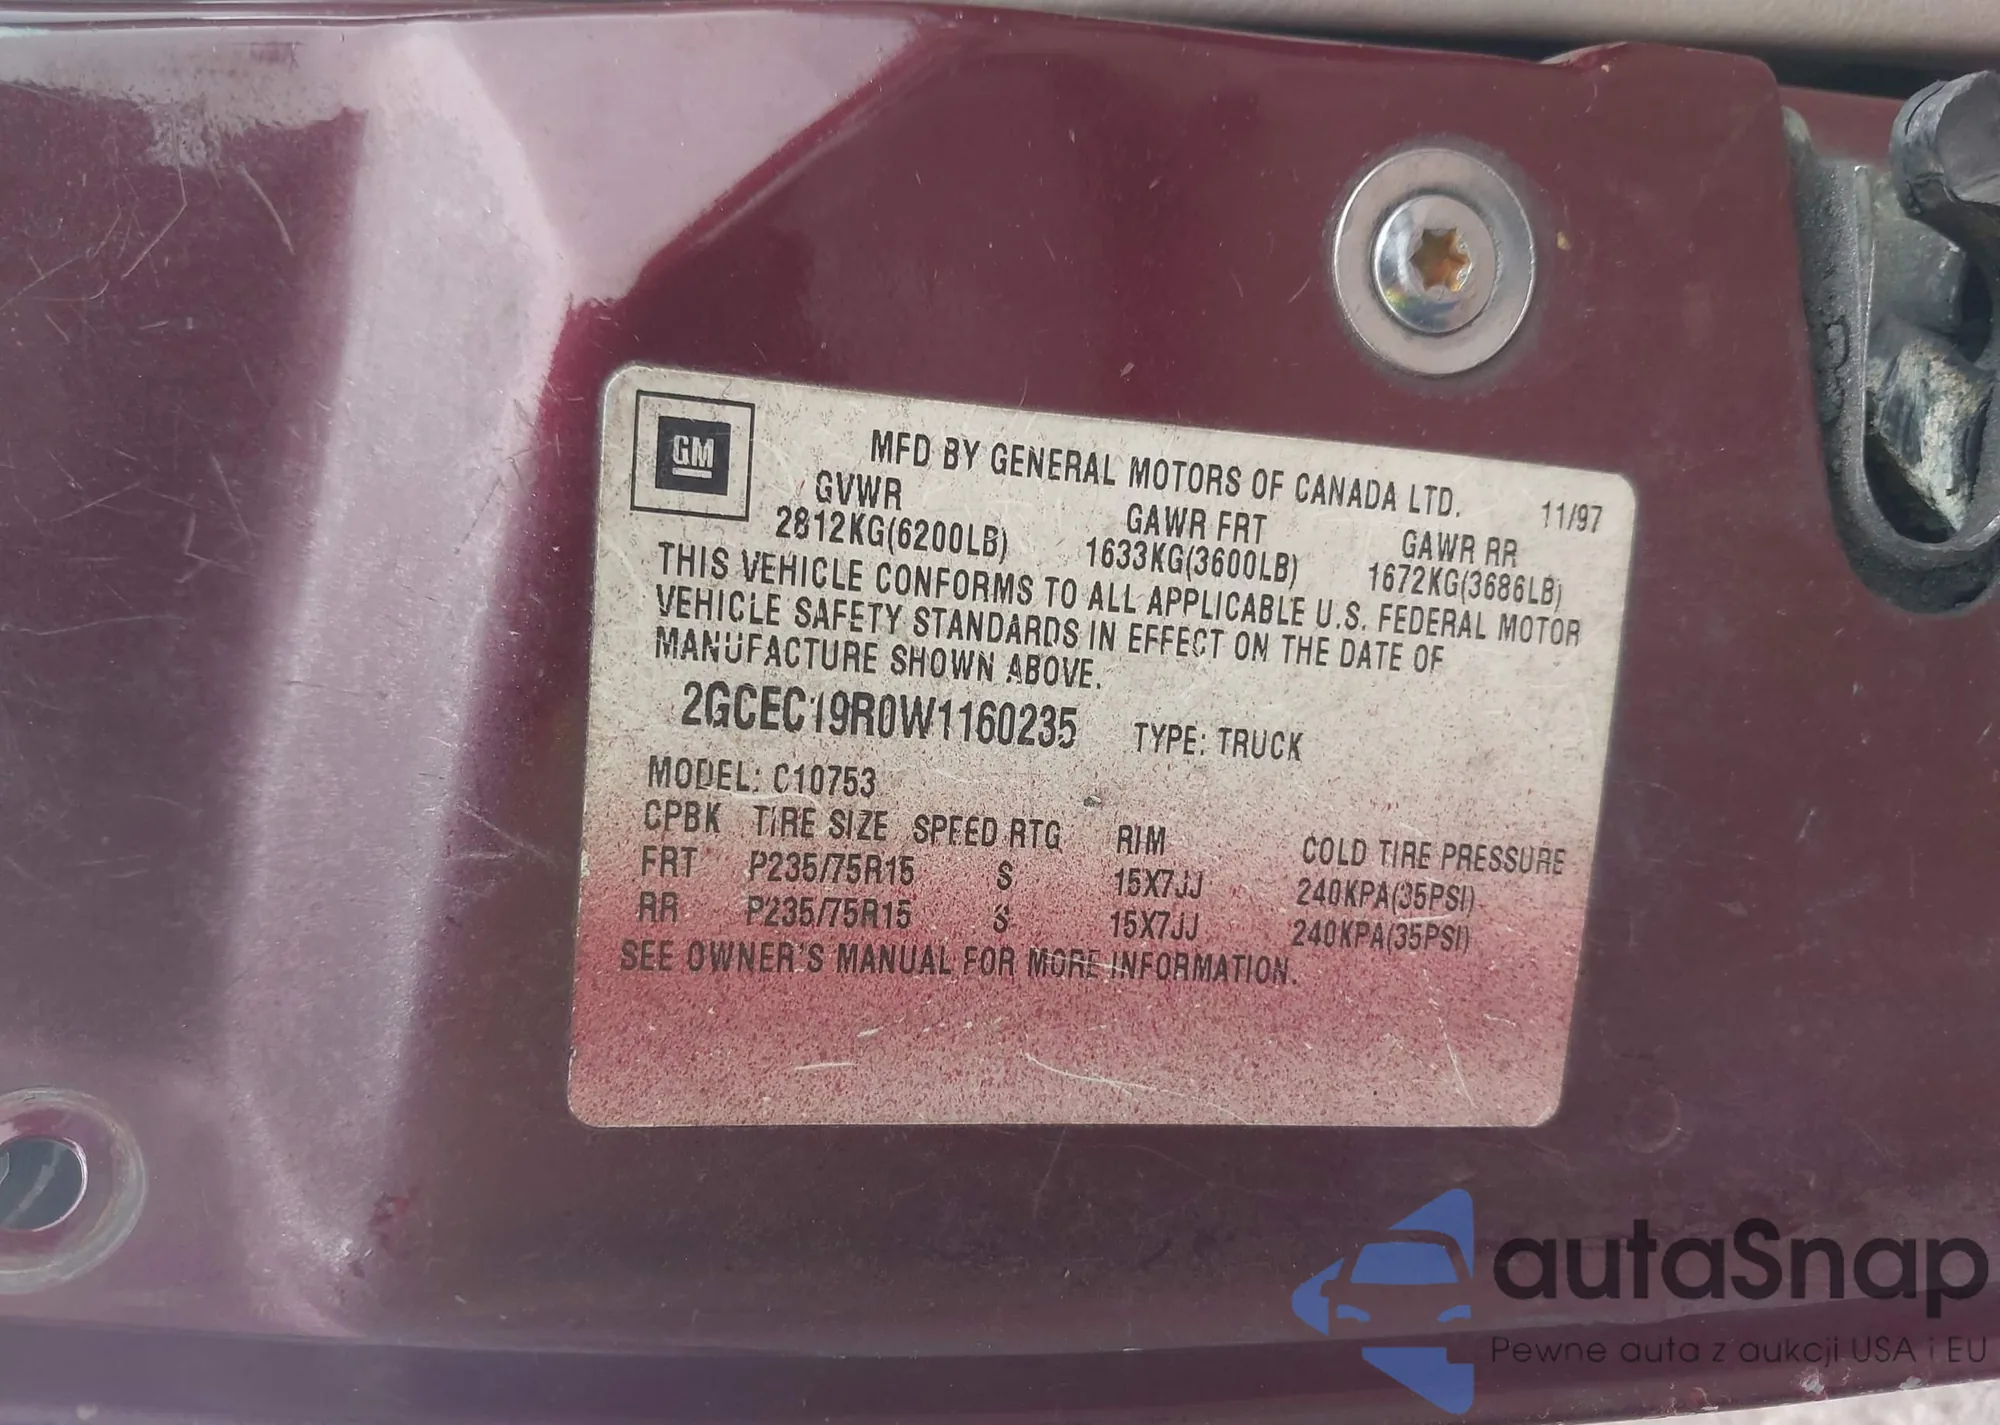 GM
MFD BY GENERAL MOTORS OF CANADA LTD.
11/97
GVWR GAWR FRT GAWR RR
2812KG(6200LB) 1633KG(3600LB) 1672KG(3686LB)
THIS VEHICLE CONFORMS TO ALL APPLICABLE U.S. FEDERAL MOTOR
VEHICLE SAFETY STANDARDS IN EFFECT ON THE DATE OF
MANUFACTURE SHOWN ABOVE.
2GCEC19R0W1160235 TYPE: TRUCK
MODEL: C10753
CPBK TIRE SIZE SPEED RTG RIM COLD TIRE PRESSURE
FRT P235/75R15 S 15X7JJ 240KPA(35PSI)
RR P235/75R15 S 15X7JJ 240KPA(35PSI)
SEE OWNER'S MANUAL FOR MORE INFORMATION.
autaSnap
Pewne auta z aukcji USA i EU